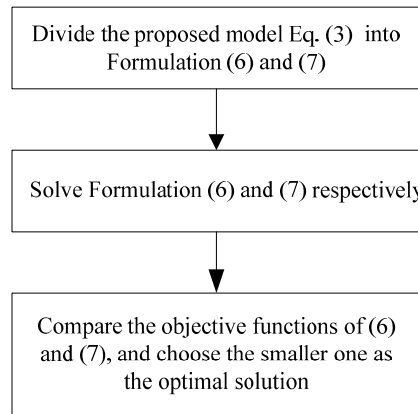 Divide the proposed model Eq. (3) into
Formulation (6) and (7)
Solve Formulation (6) and (7) respectively
Compare the objective functions of (6)
and (7), and choose the smaller one as
the optimal solution